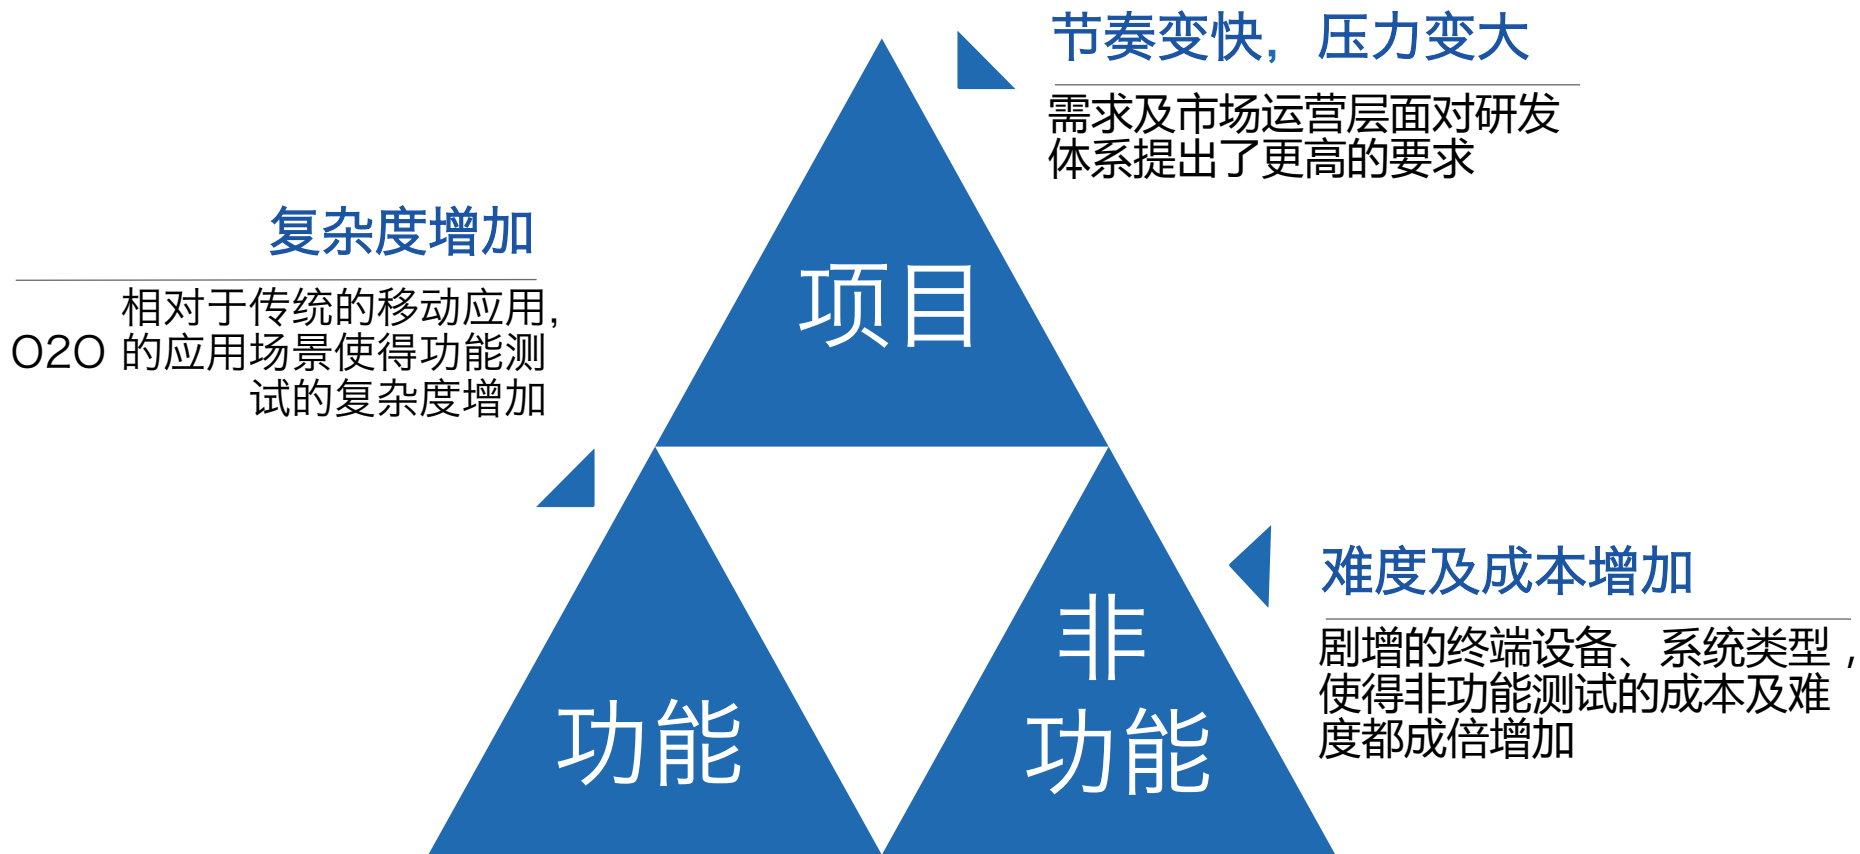 节奏变快，压力变大
需求及市场运营层面对研发
体系提出了更高的要求
复杂度增加
相对于传统的移动应用,
O2O 的应用场景使得功能测
试的复杂度增加
项目
功能
非
功能
难度及成本增加
剧增的终端设备、系统类型，
使得非功能测试的成本及难
度都成倍增加